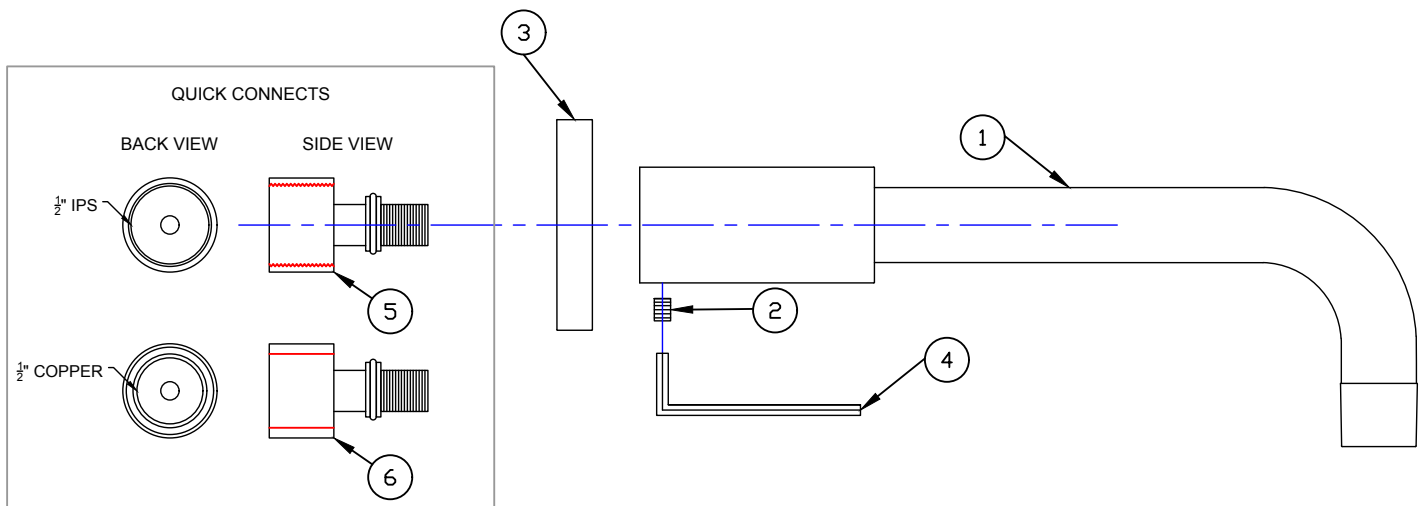 3
QUICK CONNECTS
1
BACK VIEW
SIDE VIEW
½" IPS
5
2
½" COPPER
4
6